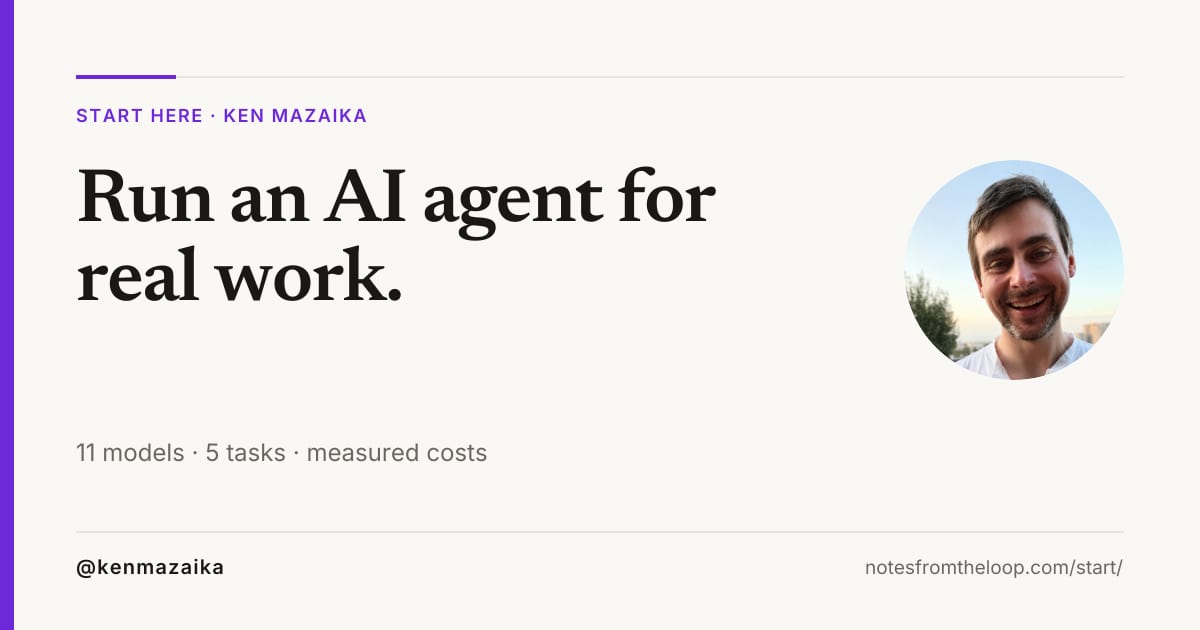 START HERE · KEN MAZAIKA
Run an AI agent for
real work.
11 models · 5 tasks · measured costs
@kenmazaika
notesfromtheloop.com/start/